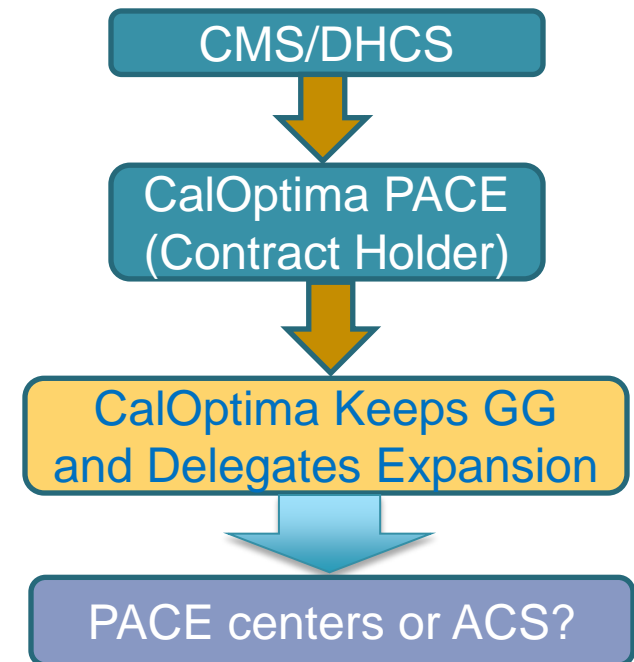 CMS/DHCS
CalOptima PACE
(Contract Holder)
CalOptima Keeps GG
and Delegates Expansion
PACE centers or ACS?